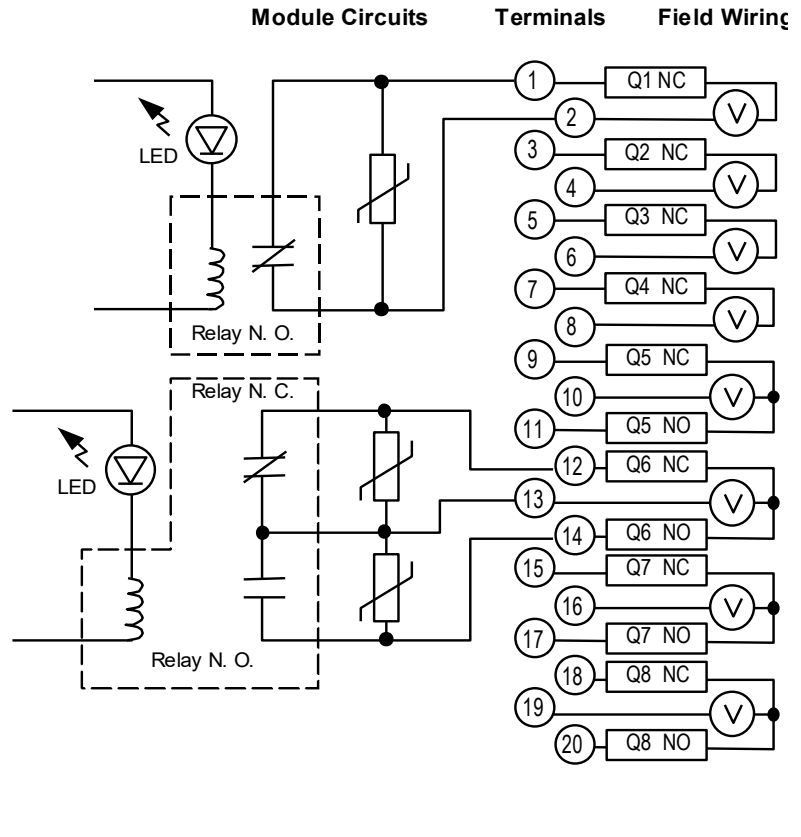 Module Circuits Terminals Field Wiring
1 Q1 NC
2 V
LED
3 Q2 NC
4 V
5 Q3 NC
6 V
7 Q4 NC
Relay N. O.
8 V
9 Q5 NC
Relay N. C.
10 V
11 Q5 NO
12 Q6 NC
LED
13 V
14 Q6 NO
15 Q7 NC
16 V
17 Q7 NO
Relay N. O.
18 Q8 NC
19 V
20 Q8 NO